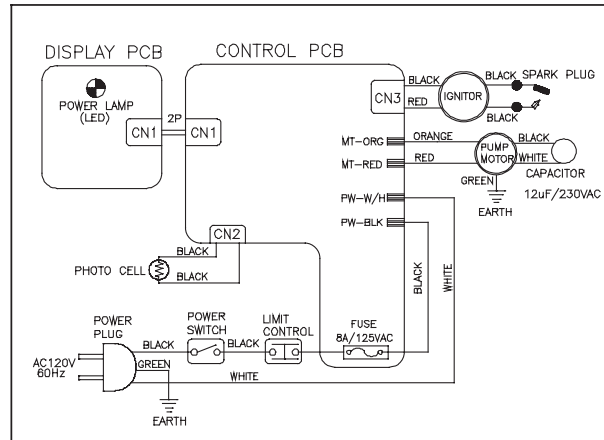 DISPLAY PCB
CONTROL PCB
POWER LAMP
(LED)
2P
CN1
CN1
CN3
BLACK
RED
IGNITOR
BLACK
SPARK PLUG
BLACK
MT-ORG
ORANGE
MT-RED
RED
PUMP
MOTOR
BLACK
WHITE
CAPACITOR
12uF/230VAC
GREEN
EARTH
PW-W/H
PW-BLK
CN2
BLACK
PHOTO CELL
BLACK
BLACK
WHITE
POWER
PLUG
POWER
SWITCH
LIMIT
CONTROL
FUSE
8A/125VAC
BLACK
BLACK
AC120V
60Hz
GREEN
WHITE
EARTH